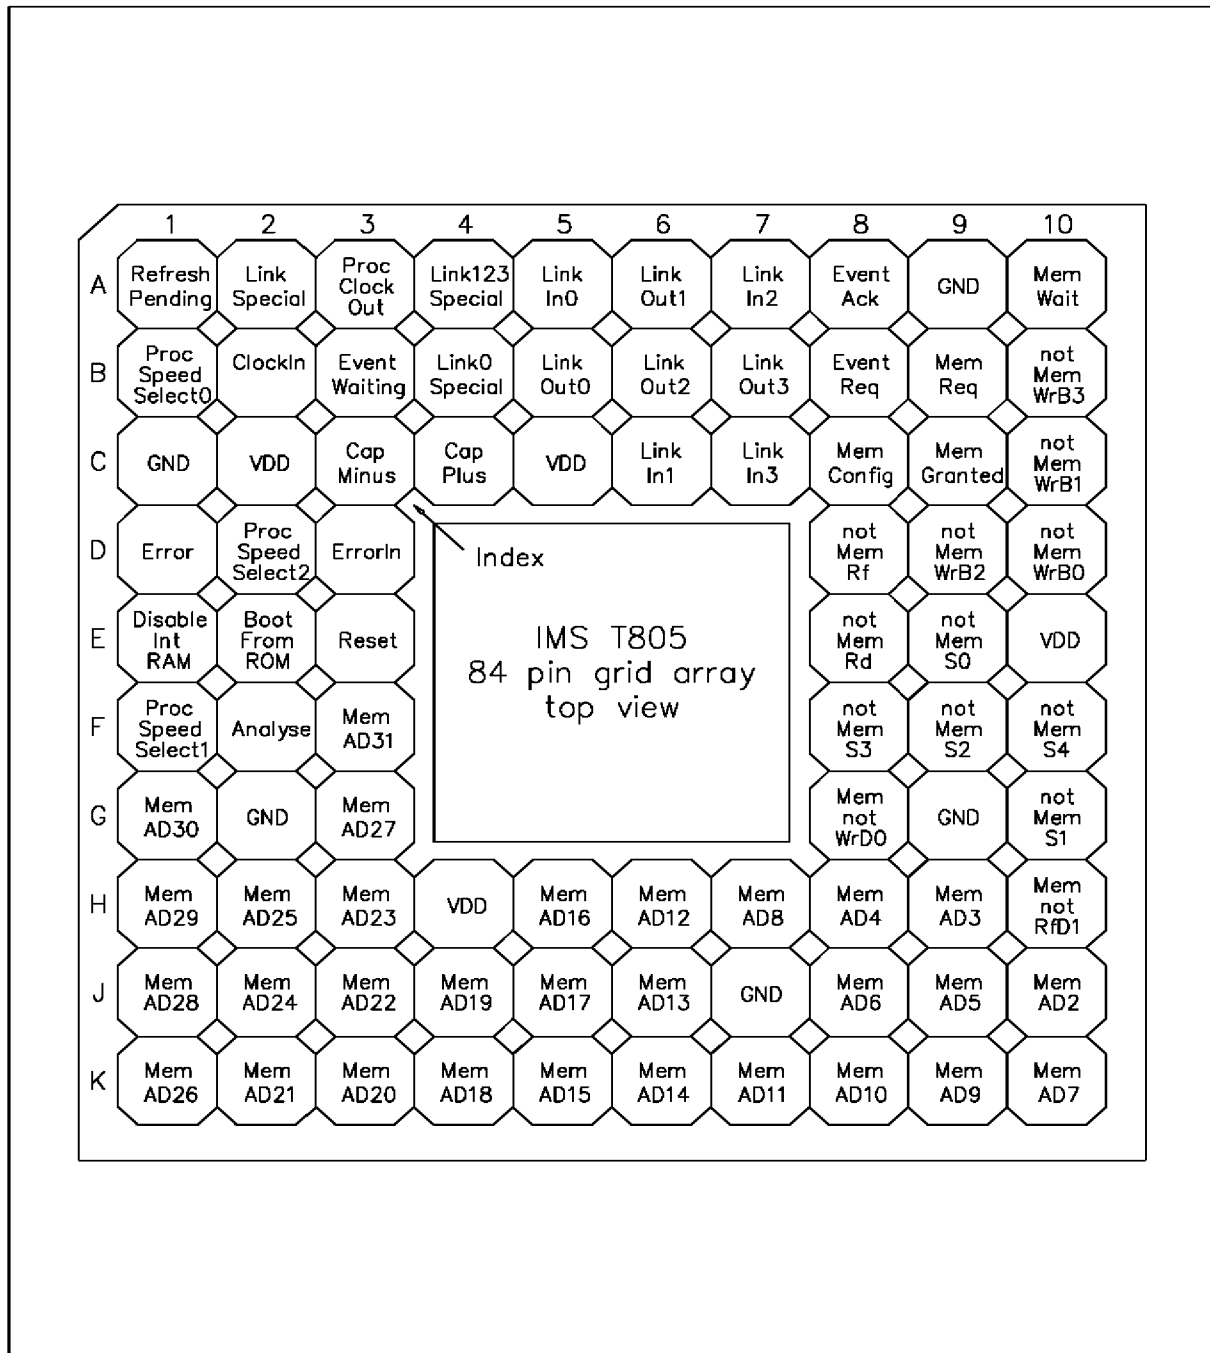 1 2 3 4 5 6 7 8 9 10
A
Refresh
Pending
Link
Special
Proc
Clock
Out
Link123
Special
Link
In0
Link
Out1
Link
In2
Event
Ack
GND
Mem
Wait
B
Proc
Speed
Select0
ClockIn
Event
Waiting
Link0
Special
Link
Out0
Link
Out2
Link
Out3
Event
Req
Mem
Req
not
Mem
WrB3
C
GND
VDD
Cap
Minus
Cap
Plus
VDD
Link
In1
Link
In3
Mem
Config
Mem
Granted
not
Mem
WrB1
D
Error
Proc
Speed
Select2
ErrorIn
Index
not
Mem
Rf
not
Mem
WrB2
not
Mem
WrB0
E
Disable
Int
RAM
Boot
From
ROM
Reset
IMS T805
84 pin grid array
top view
not
Mem
Rd
not
Mem
S0
VDD
F
Proc
Speed
Select1
Analyse
Mem
AD31
not
Mem
S3
not
Mem
S2
not
Mem
S4
G
Mem
AD30
GND
Mem
AD27
Mem
not
WrD0
GND
not
Mem
S1
H
Mem
AD29
Mem
AD25
Mem
AD23
VDD
Mem
AD16
Mem
AD12
Mem
AD8
Mem
AD4
Mem
AD3
Mem
not
RfD1
J
Mem
AD28
Mem
AD24
Mem
AD22
Mem
AD19
Mem
AD17
Mem
AD13
GND
Mem
AD6
Mem
AD5
Mem
AD2
K
Mem
AD26
Mem
AD21
Mem
AD20
Mem
AD18
Mem
AD15
Mem
AD14
Mem
AD11
Mem
AD10
Mem
AD9
Mem
AD7